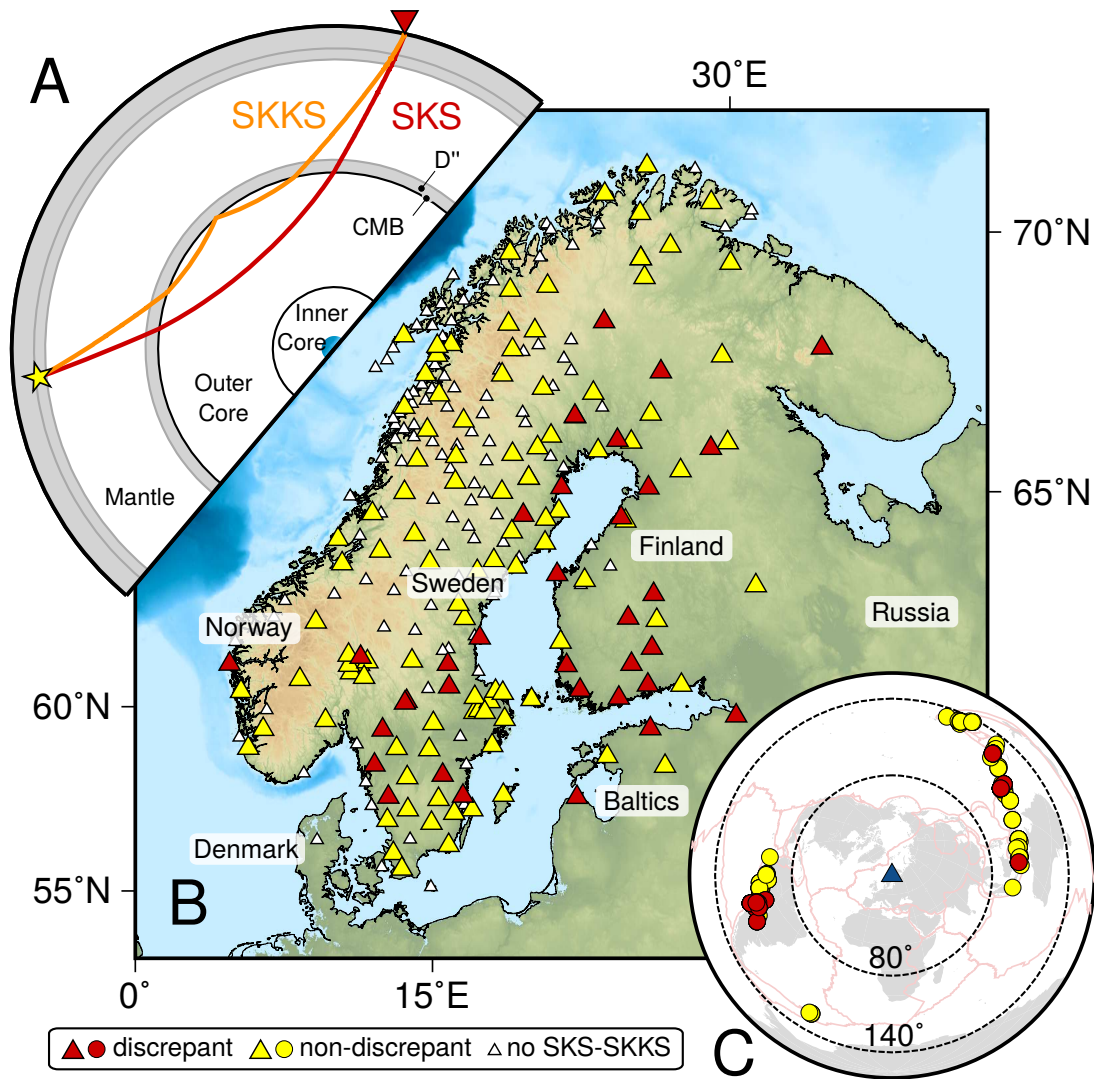 A
SKKS
SKS
D"
CMB
Inner
Core
Outer
Core
Mantle
30˚E
70˚N
65˚N
60˚N
55˚N
Finland
Sweden
Russia
Norway
Baltics
Denmark
B
0˚
15˚E
80˚
140˚
C
discrepant
non-discrepant
no SKS-SKKS